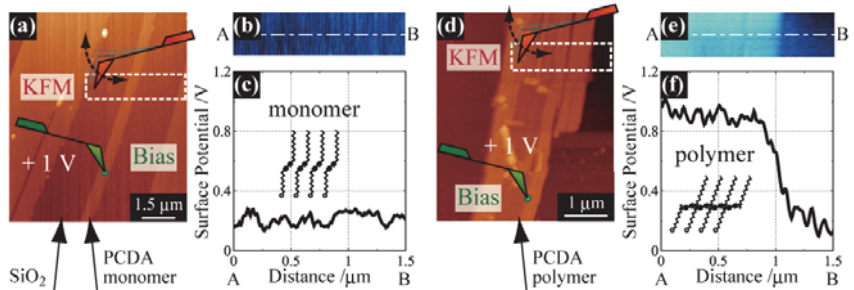 (a)
KFM
+ 1 V
Bias
1.5 μm
SiO2
PCDA
monomer
(b)
A
B
(c)
monomer
Surface Potential /V
1.2
0.8
0.4
0
0 0.5 1 1.5
A Distance /μm B
(d)
KFM
+ 1 V
Bias
1 μm
PCDA
polymer
(e)
A
B
(f)
polymer
Surface Potential /V
1.2
0.8
0.4
0
0 0.5 1 1.5
A Distance /μm B